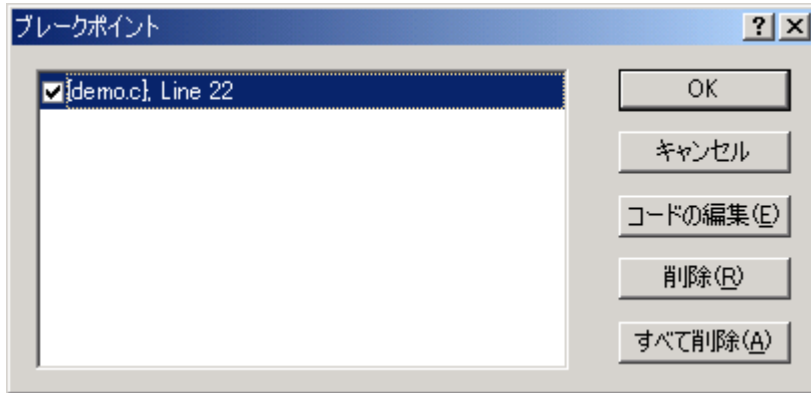 ブレークポイント
{demo.c}, Line 22
OK
キャンセル
コードの編集(E)
削除(R)
すべて削除(A)